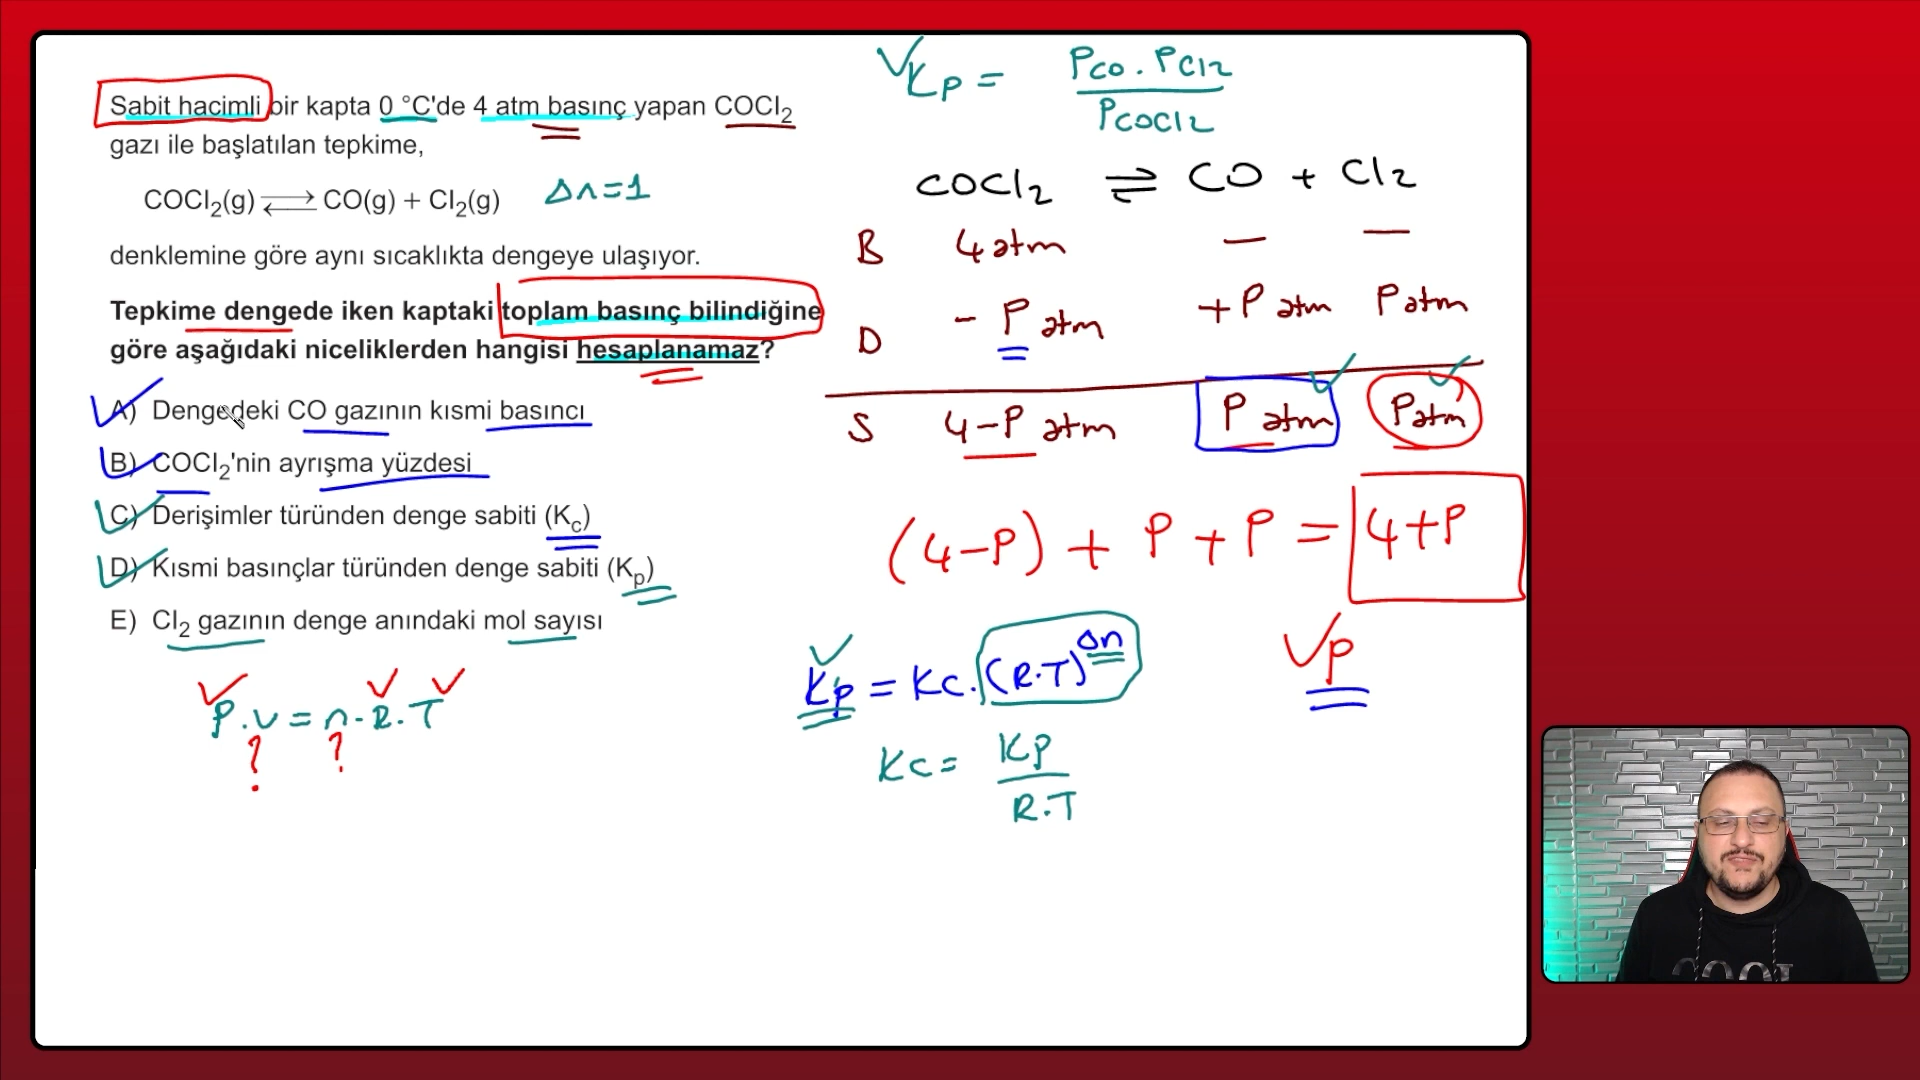 Sabit hacimli bir kapta 0 °C'de 4 atm basınç yapan COCl₂
gazı ile başlatılan tepkime,
COCl₂(g) ⇌ CO(g) + Cl₂(g) Δn=1
denklemine göre aynı sıcaklıkta dengeye ulaşıyor.
Tepkime dengede iken kaptaki toplam basınç bilindiğine
göre aşağıdaki niceliklerden hangisi hesaplanamaz?
A) Dengedeki CO gazının kısmi basıncı
B) COCl₂'nin ayrışma yüzdesi
C) Derişimler türünden denge sabiti (Kc)
D) Kısmi basınçlar türünden denge sabiti (Kp)
E) Cl₂ gazının denge anındaki mol sayısı
P.V = n.R.T
? ?
Kp = PCO . PCl2
PCOCl2
COCl₂ ⇌ CO + Cl₂
B 4 atm — —
D - P atm + P atm P atm
S 4-P atm P atm P atm
(4-P) + P + P = 4+P
Kp = Kc.(R.T)^Δn
P
Kc = Kp
R.T
COOL